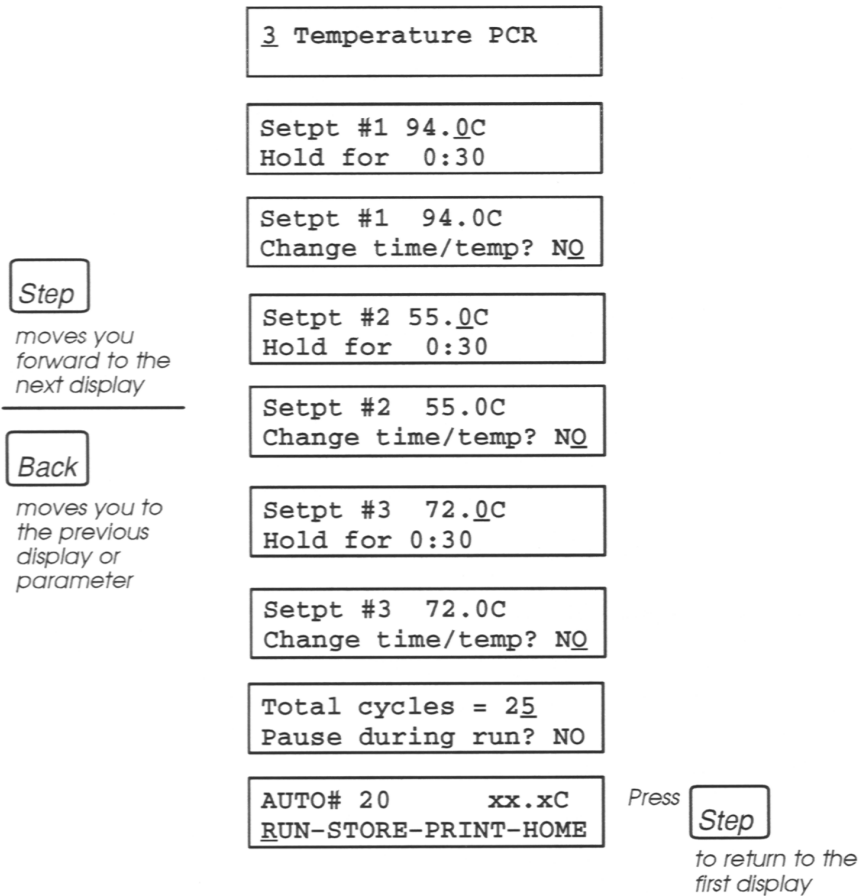 3 Temperature PCR
Setpt #1 94.0C
Hold for 0:30
Setpt #1 94.0C
Change time/temp? NO
Step
moves you
forward to the
next display
Setpt #2 55.0C
Hold for 0:30
Setpt #2 55.0C
Change time/temp? NO
Back
moves you to
the previous
display or
parameter
Setpt #3 72.0C
Hold for 0:30
Setpt #3 72.0C
Change time/temp? NO
Total cycles = 25
Pause during run? NO
AUTO# 20 xx.xC
RUN-STORE-PRINT-HOME
Press Step
to return to the
first display